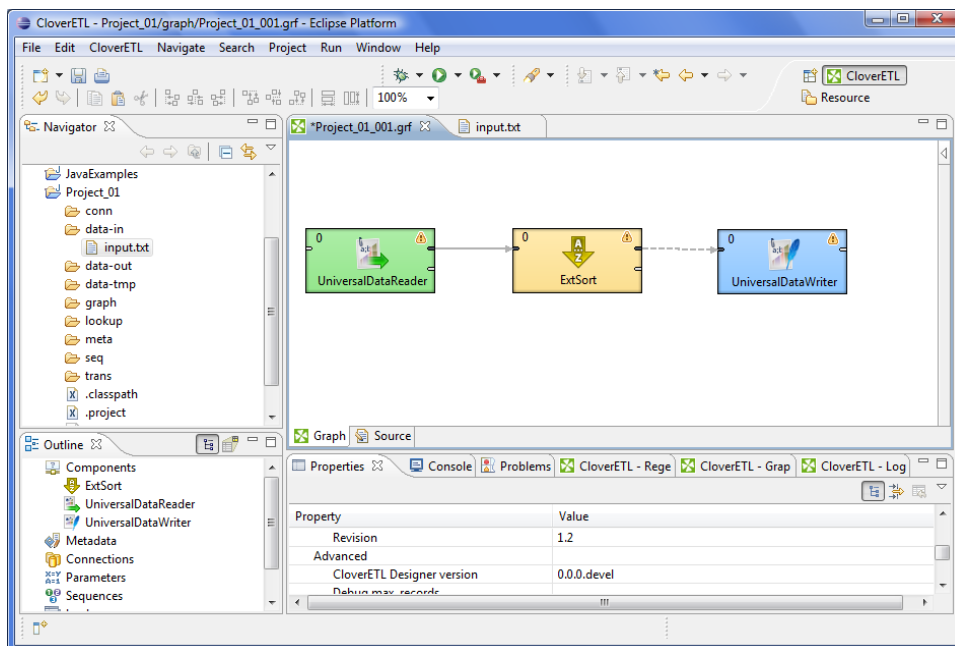 CloverETL - Project_01/graph/Project_01_001.grf - Eclipse Platform
File Edit CloverETL Navigate Search Project Run Window Help
CloverETL
100%
Resource
Navigator
*Project_01_001.grf input.txt
JavaExamples
Project_01
conn
data-in
input.txt
data-out
data-tmp
graph
lookup
meta
seq
trans
.classpath
.project
0 UniversalDataReader
0 ExtSort
0 UniversalDataWriter
Graph Source
Outline
Components
ExtSort
UniversalDataReader
UniversalDataWriter
Metadata
Connections
Parameters
Sequences
Properties Console Problems CloverETL - Rege CloverETL - Grap CloverETL - Log
Property Value
Revision 1.2
Advanced
CloverETL Designer version 0.0.0.devel
Debug max. records